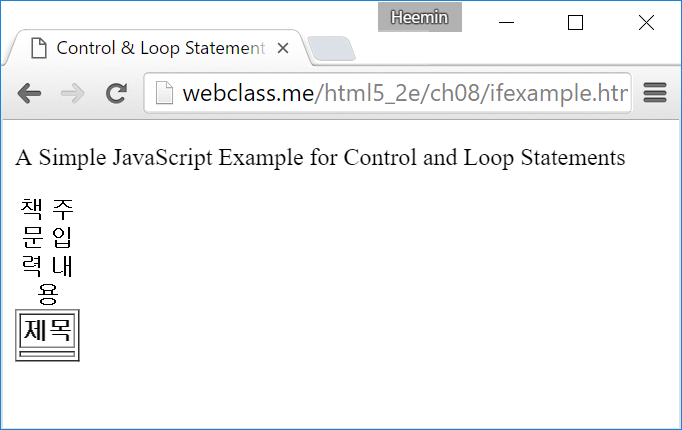 Heemin
Control & Loop Statement
webclass.me/html5_2e/ch08/ifexample.htm
A Simple JavaScript Example for Control and Loop Statements
책 주
문 입
력 내
용
제목